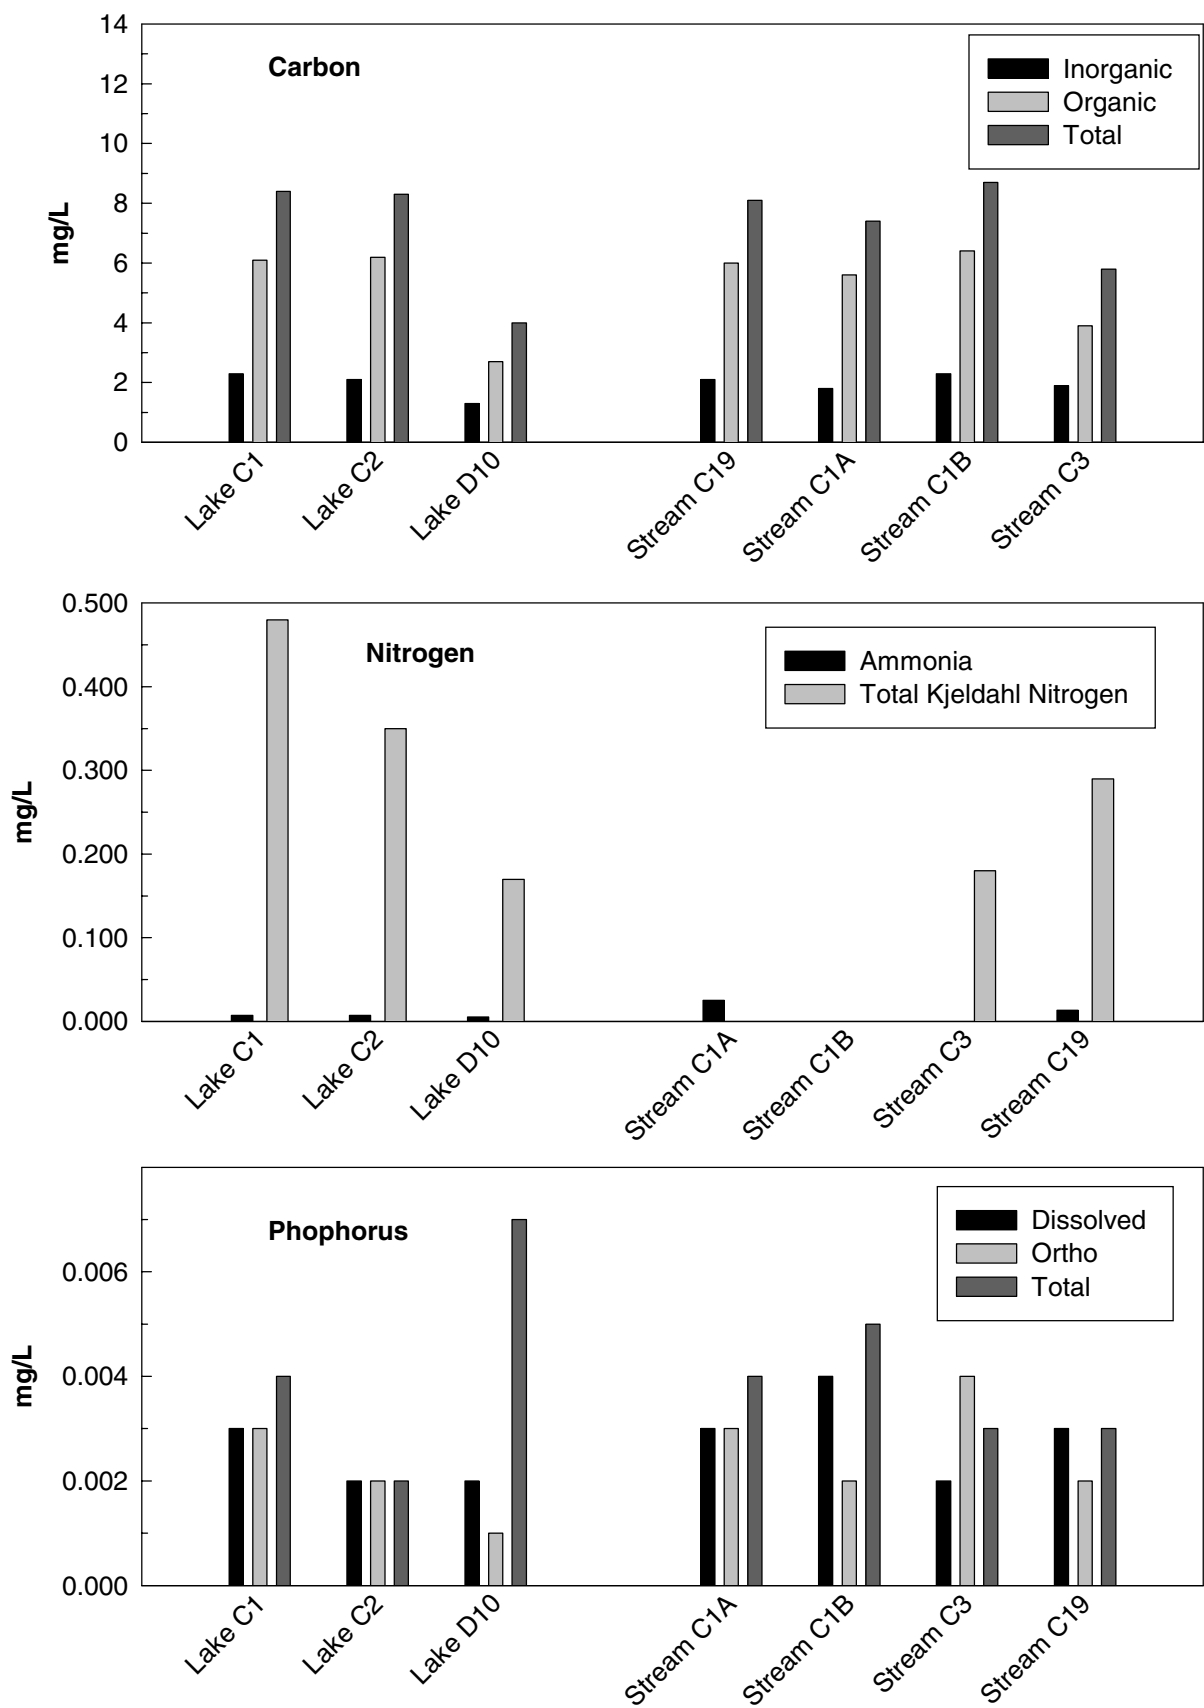 14
12
10
8
6
4
2
0
mg/L
Carbon
Inorganic
Organic
Total
Lake C1
Lake C2
Lake D10
Stream C19
Stream C1A
Stream C1B
Stream C3
0.500
0.400
0.300
0.200
0.100
0.000
mg/L
Nitrogen
Ammonia
Total Kjeldahl Nitrogen
Lake C1
Lake C2
Lake D10
Stream C1A
Stream C1B
Stream C3
Stream C19
0.006
0.004
0.002
0.000
mg/L
Phophorus
Dissolved
Ortho
Total
Lake C1
Lake C2
Lake D10
Stream C1A
Stream C1B
Stream C3
Stream C19